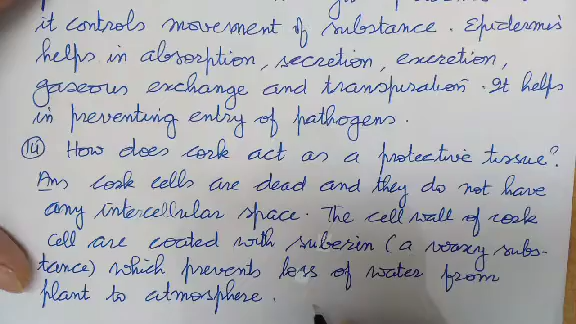 it controls movement of substance. Epidermis
helps in absorption, secretion, excretion,
gaseous exchange and transpiration. It helps
in preventing entry of pathogens.
(14) How does cork act as a protective tissue?
Ans cork cells are dead and they do not have
any intercellular space. The cell wall of cork
cell are coated with suberin (a waxy subs-
tance) which prevents loss of water from
plant to atmosphere.